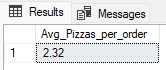 Results Messages
Avg_Pizzas_per_order
1 2.32